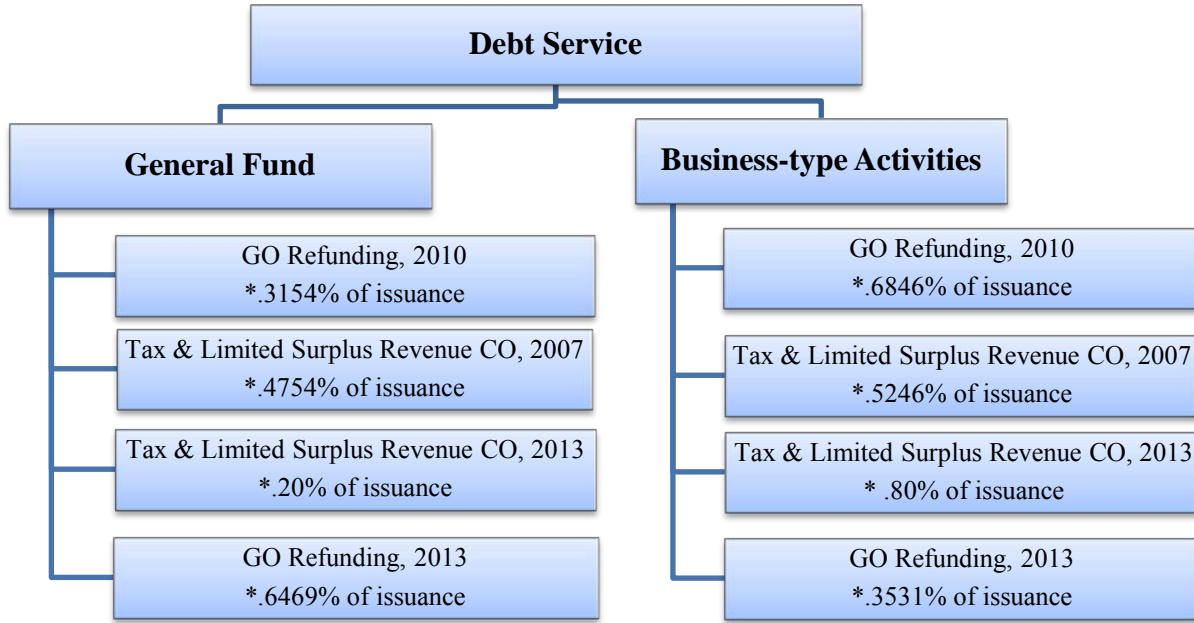 Debt Service
General Fund
GO Refunding, 2010
*.3154% of issuance
Tax & Limited Surplus Revenue CO, 2007
*.4754% of issuance
Tax & Limited Surplus Revenue CO, 2013
*.20% of issuance
GO Refunding, 2013
*.6469% of issuance
Business-type Activities
GO Refunding, 2010
*.6846% of issuance
Tax & Limited Surplus Revenue CO, 2007
*.5246% of issuance
Tax & Limited Surplus Revenue CO, 2013
* .80% of issuance
GO Refunding, 2013
*.3531% of issuance